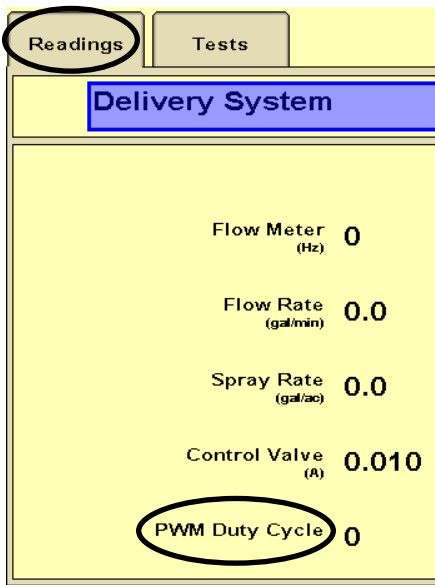 Readings Tests
Delivery System
Flow Meter 0
(Hz)
Flow Rate 0.0
(gal/min)
Spray Rate 0.0
(gal/ac)
Control Valve 0.010
(A)
PWM Duty Cycle 0